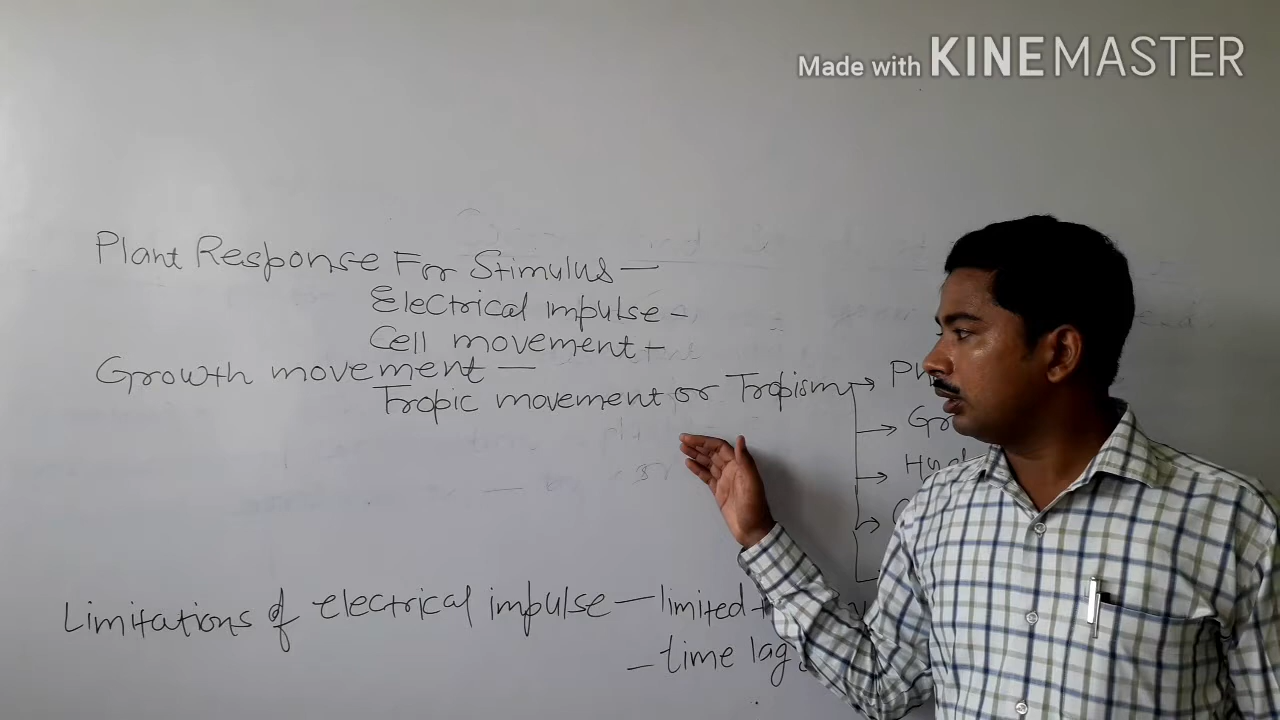 Made with KINEMASTER
Plant Response For Stimulus —
Electrical impulse -
Cell movement -
Growth movement —
Tropic movement or Tropism
limitations of electrical impulse — limited
- time lag